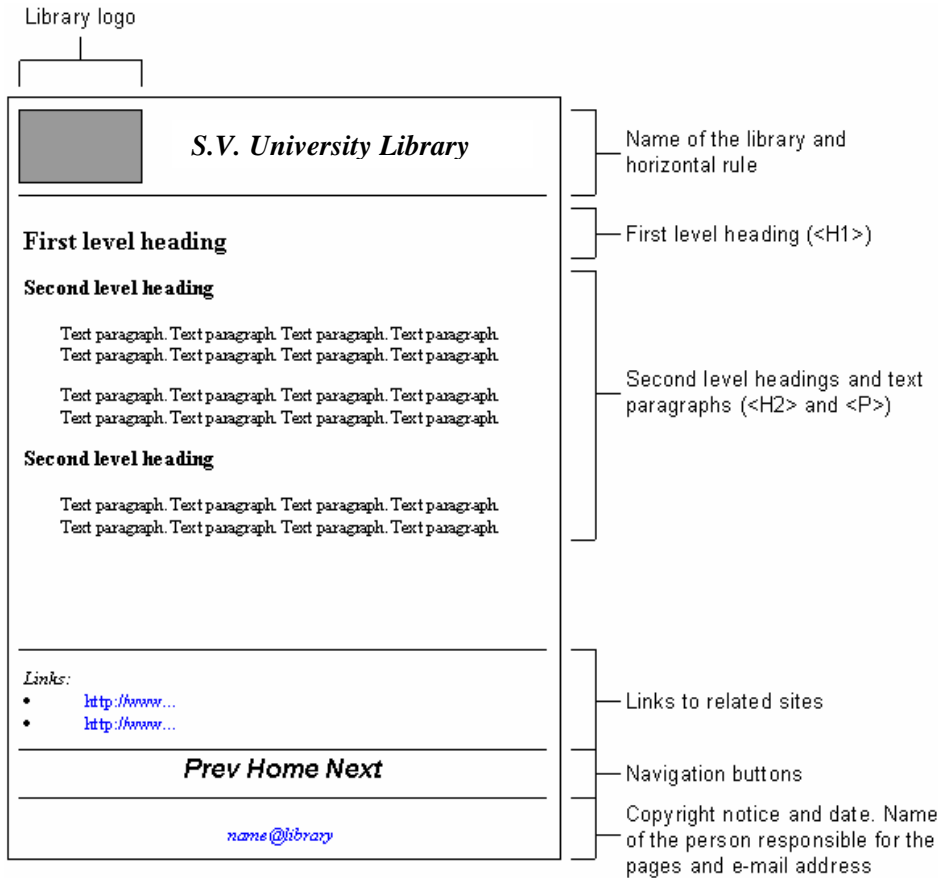 Library logo
S.V. University Library
Name of the library and
horizontal rule
First level heading
First level heading (<H1>)
Second level heading
Text paragraph. Text paragraph. Text paragraph. Text paragraph.
Text paragraph. Text paragraph. Text paragraph. Text paragraph.
Text paragraph. Text paragraph. Text paragraph. Text paragraph.
Text paragraph. Text paragraph. Text paragraph. Text paragraph.
Second level headings and text
paragraphs (<H2> and <P>)
Second level heading
Text paragraph. Text paragraph. Text paragraph. Text paragraph.
Text paragraph. Text paragraph. Text paragraph. Text paragraph.
Links:
• http://www...
• http://www...
Links to related sites
Prev Home Next
Navigation buttons
name@library
Copyright notice and date. Name
of the person responsible for the
pages and e-mail address